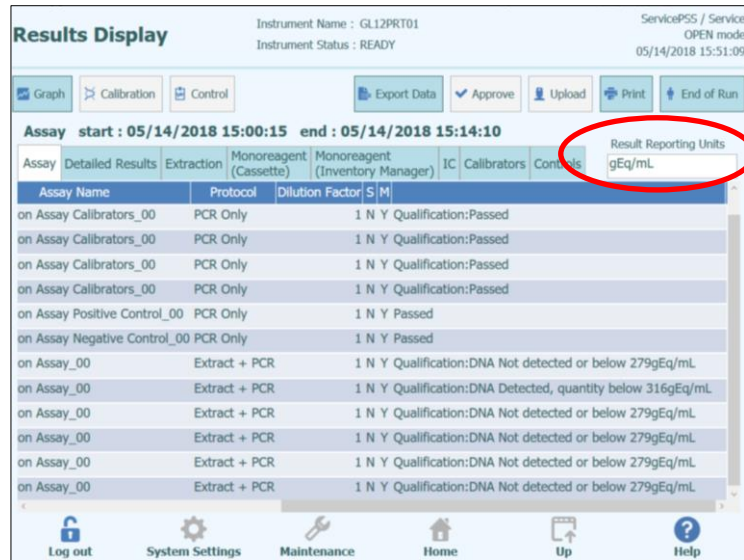 Results Display
Instrument Name : GL12PRT01
Instrument Status : READY
ServicePSS / Service
OPEN mode
05/14/2018 15:51:09
Graph Calibration Control Export Data Approve Upload Print End of Run
Assay start : 05/14/2018 15:00:15 end : 05/14/2018 15:14:10
Result Reporting Units
gEq/mL
Assay Detailed Results Extraction Monoreagent (Cassette) Monoreagent (Inventory Manager) IC Calibrators Controls
Assay Name Protocol Dilution Factor S M
on Assay Calibrators_00 PCR Only 1 N Y Qualification:Passed
on Assay Calibrators_00 PCR Only 1 N Y Qualification:Passed
on Assay Calibrators_00 PCR Only 1 N Y Qualification:Passed
on Assay Calibrators_00 PCR Only 1 N Y Qualification:Passed
on Assay Positive Control_00 PCR Only 1 N Y Passed
on Assay Negative Control_00 PCR Only 1 N Y Passed
on Assay_00 Extract + PCR 1 N Y Qualification:DNA Not detected or below 279gEq/mL
on Assay_00 Extract + PCR 1 N Y Qualification:DNA Detected, quantity below 316gEq/mL
on Assay_00 Extract + PCR 1 N Y Qualification:DNA Not detected or below 279gEq/mL
on Assay_00 Extract + PCR 1 N Y Qualification:DNA Not detected or below 279gEq/mL
on Assay_00 Extract + PCR 1 N Y Qualification:DNA Not detected or below 279gEq/mL
on Assay_00 Extract + PCR 1 N Y Qualification:DNA Not detected or below 279gEq/mL
Log out System Settings Maintenance Home Up Help